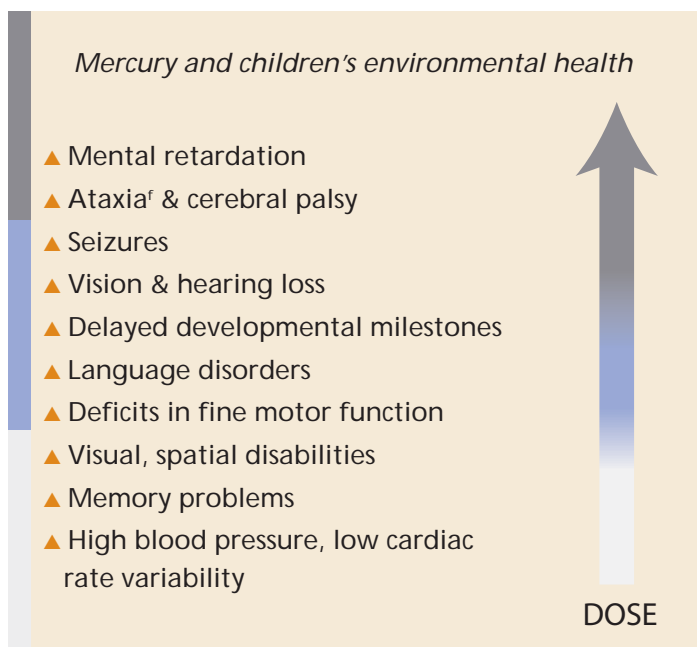 Mercury and children's environmental health
▲ Mental retardation
▲ Ataxiaᶠ & cerebral palsy
▲ Seizures
▲ Vision & hearing loss
▲ Delayed developmental milestones
▲ Language disorders
▲ Deficits in fine motor function
▲ Visual, spatial disabilities
▲ Memory problems
▲ High blood pressure, low cardiac
rate variability
DOSE